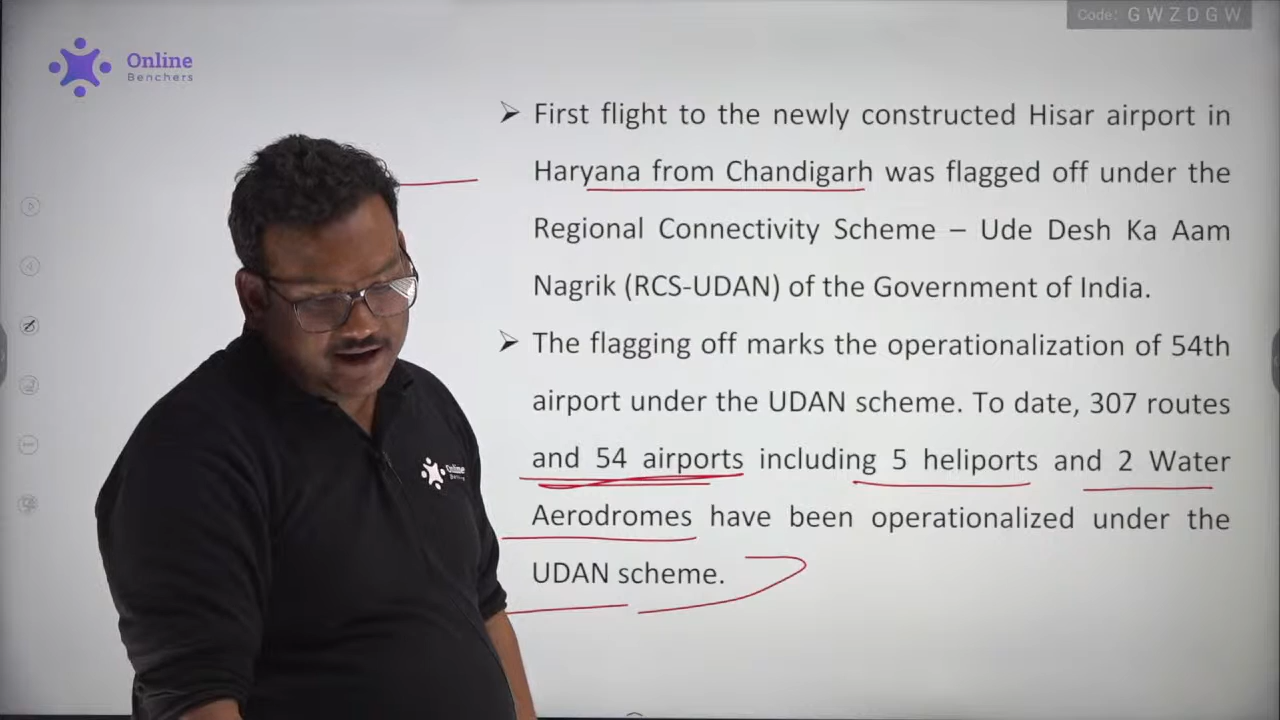 Code: G W Z D G W
Online
Benchers
First flight to the newly constructed Hisar airport in
Haryana from Chandigarh was flagged off under the
Regional Connectivity Scheme – Ude Desh Ka Aam
Nagrik (RCS-UDAN) of the Government of India.
The flagging off marks the operationalization of 54th
airport under the UDAN scheme. To date, 307 routes
and 54 airports including 5 heliports and 2 Water
Aerodromes have been operationalized under the
UDAN scheme.
Online